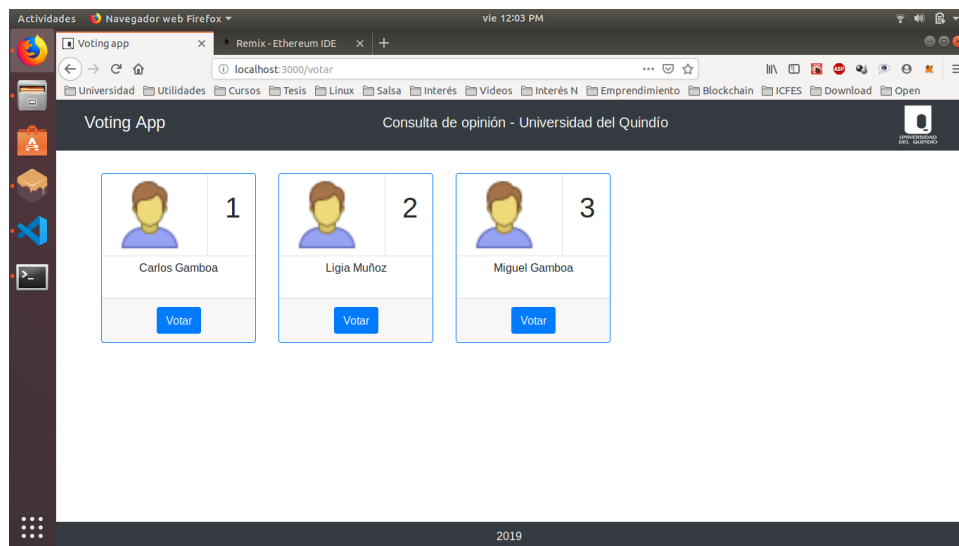 Actividades Navegador web Firefox vie 12:03 PM
Voting app Remix - Ethereum IDE
localhost:3000/votar
Universidad Utilidades Cursos Tesis Linux Salsa Interés Videos Interés N Emprendimiento Blockchain ICFES Download Open
Voting App Consulta de opinión - Universidad del Quindío
UNIVERSIDAD
DEL QUINDÍO
1 2 3
Carlos Gamboa Ligia Muñoz Miguel Gamboa
Votar Votar Votar
2019